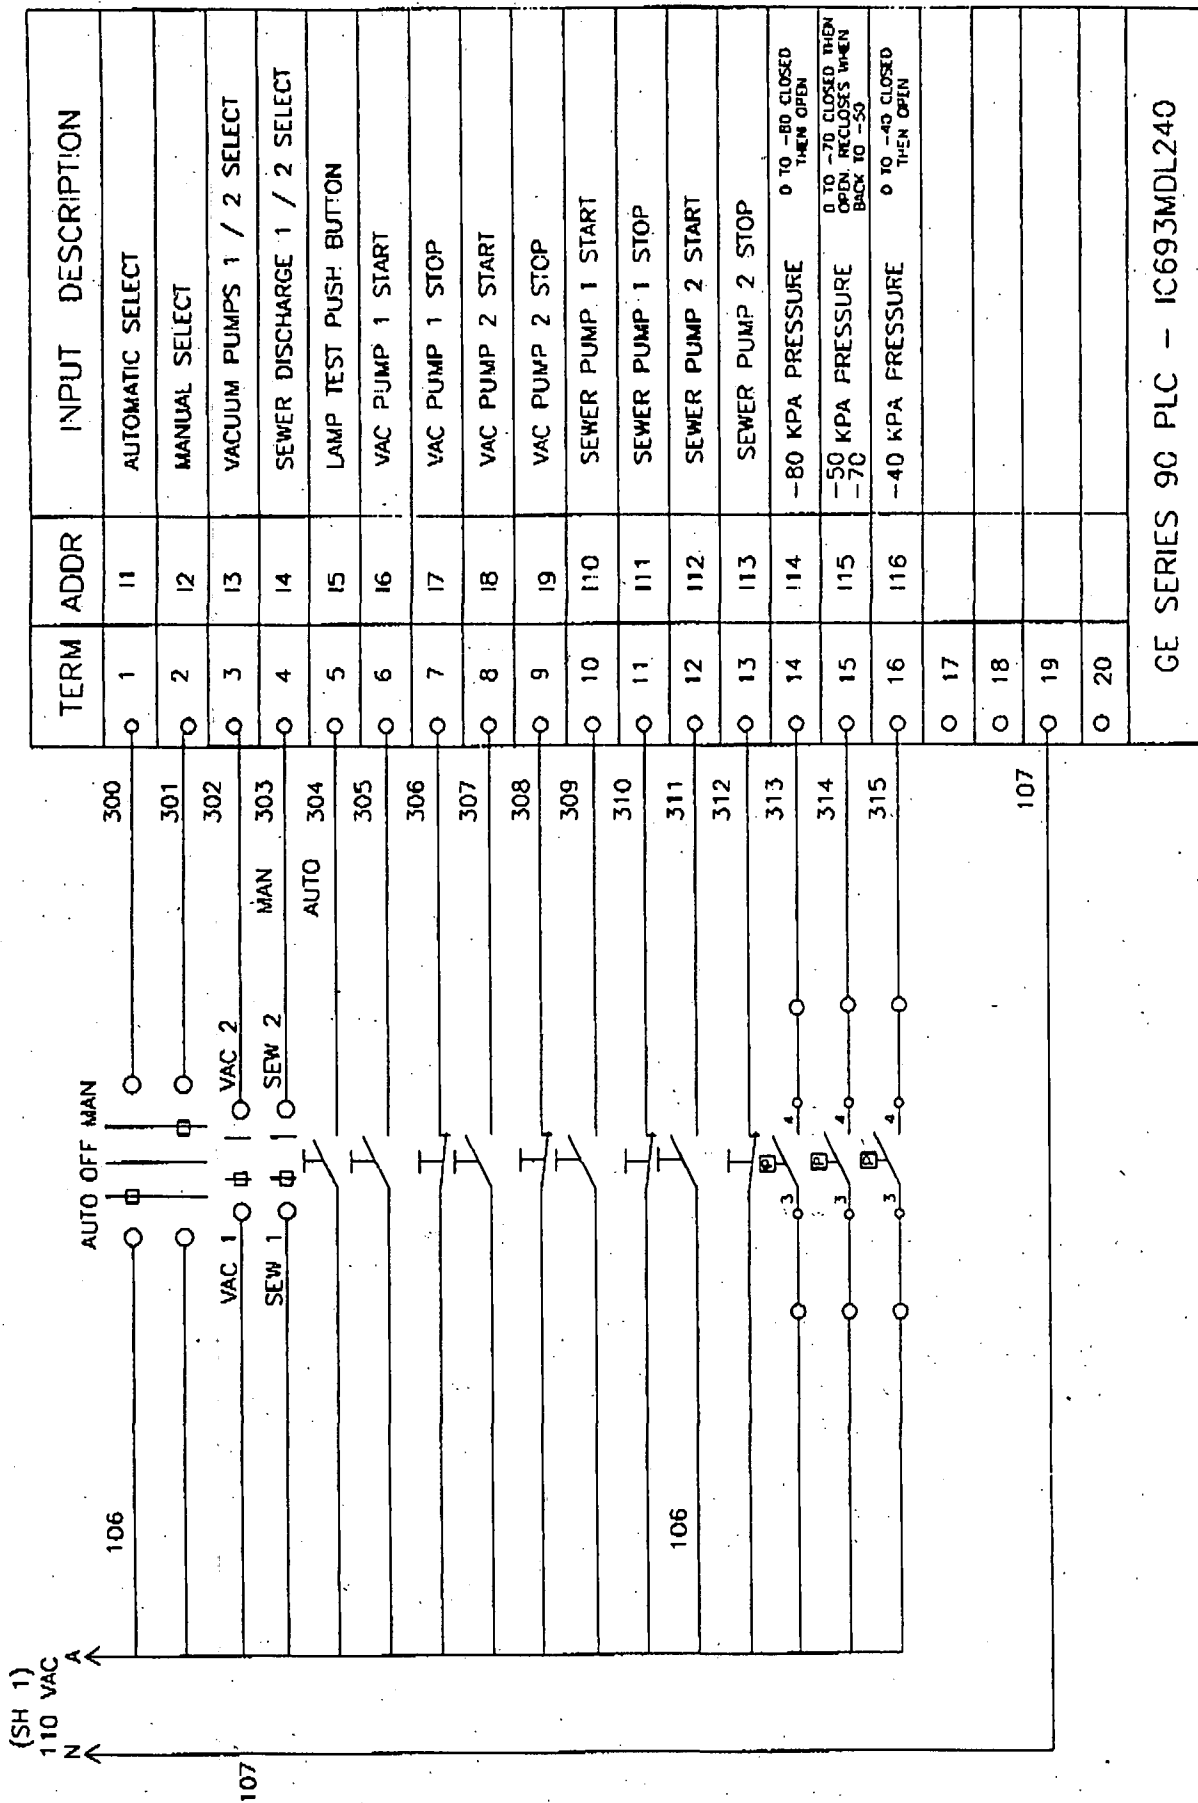 (SH 1)
110 VAC
N
A
107
106
106
AUTO OFF MAN
VAC 1
VAC 2
SEW 1
SEW 2
MAN
AUTO
3 P 4
3 P 4
3 P 4
300
301
302
303
304
305
306
307
308
309
310
311
312
313
314
315
107
TERM ADDR INPUT DESCRIPTION
1 I1 AUTOMATIC SELECT
2 I2 MANUAL SELECT
3 I3 VACUUM PUMPS 1 / 2 SELECT
4 I4 SEWER DISCHARGE 1 / 2 SELECT
5 I5 LAMP TEST PUSH BUTTON
6 I6 VAC PUMP 1 START
7 I7 VAC PUMP 1 STOP
8 I8 VAC PUMP 2 START
9 I9 VAC PUMP 2 STOP
10 I10 SEWER PUMP 1 START
11 I11 SEWER PUMP 1 STOP
12 I12 SEWER PUMP 2 START
13 I13 SEWER PUMP 2 STOP
14 I14 -80 KPA PRESSURE
0 TO -80 CLOSED
THEN OPEN
15 I15 -50 KPA PRESSURE
-70
0 TO -70 CLOSED THEN
OPEN. RECLOSES WHEN
BACK TO -50
16 I16 -40 KPA PRESSURE
0 TO -40 CLOSED
THEN OPEN
17
18
19
20
GE SERIES 90 PLC - IC693MDL240